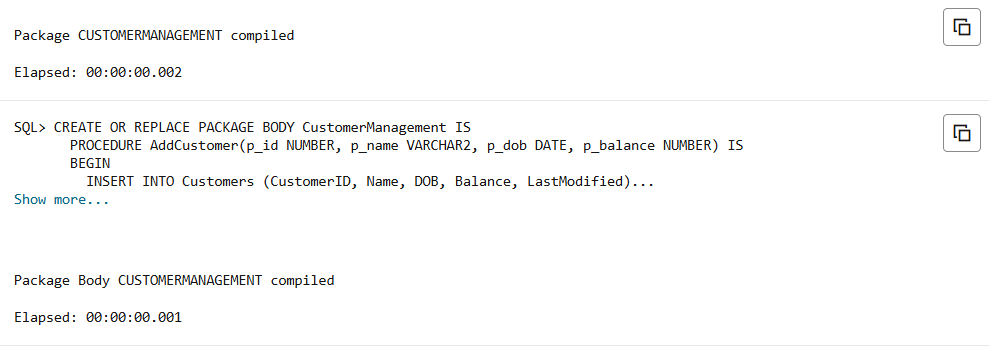 Package CUSTOMERMANAGEMENT compiled
Elapsed: 00:00:00.002
SQL> CREATE OR REPLACE PACKAGE BODY CustomerManagement IS
       PROCEDURE AddCustomer(p_id NUMBER, p_name VARCHAR2, p_dob DATE, p_balance NUMBER) IS
       BEGIN
         INSERT INTO Customers (CustomerID, Name, DOB, Balance, LastModified)...
Show more...
Package Body CUSTOMERMANAGEMENT compiled
Elapsed: 00:00:00.001